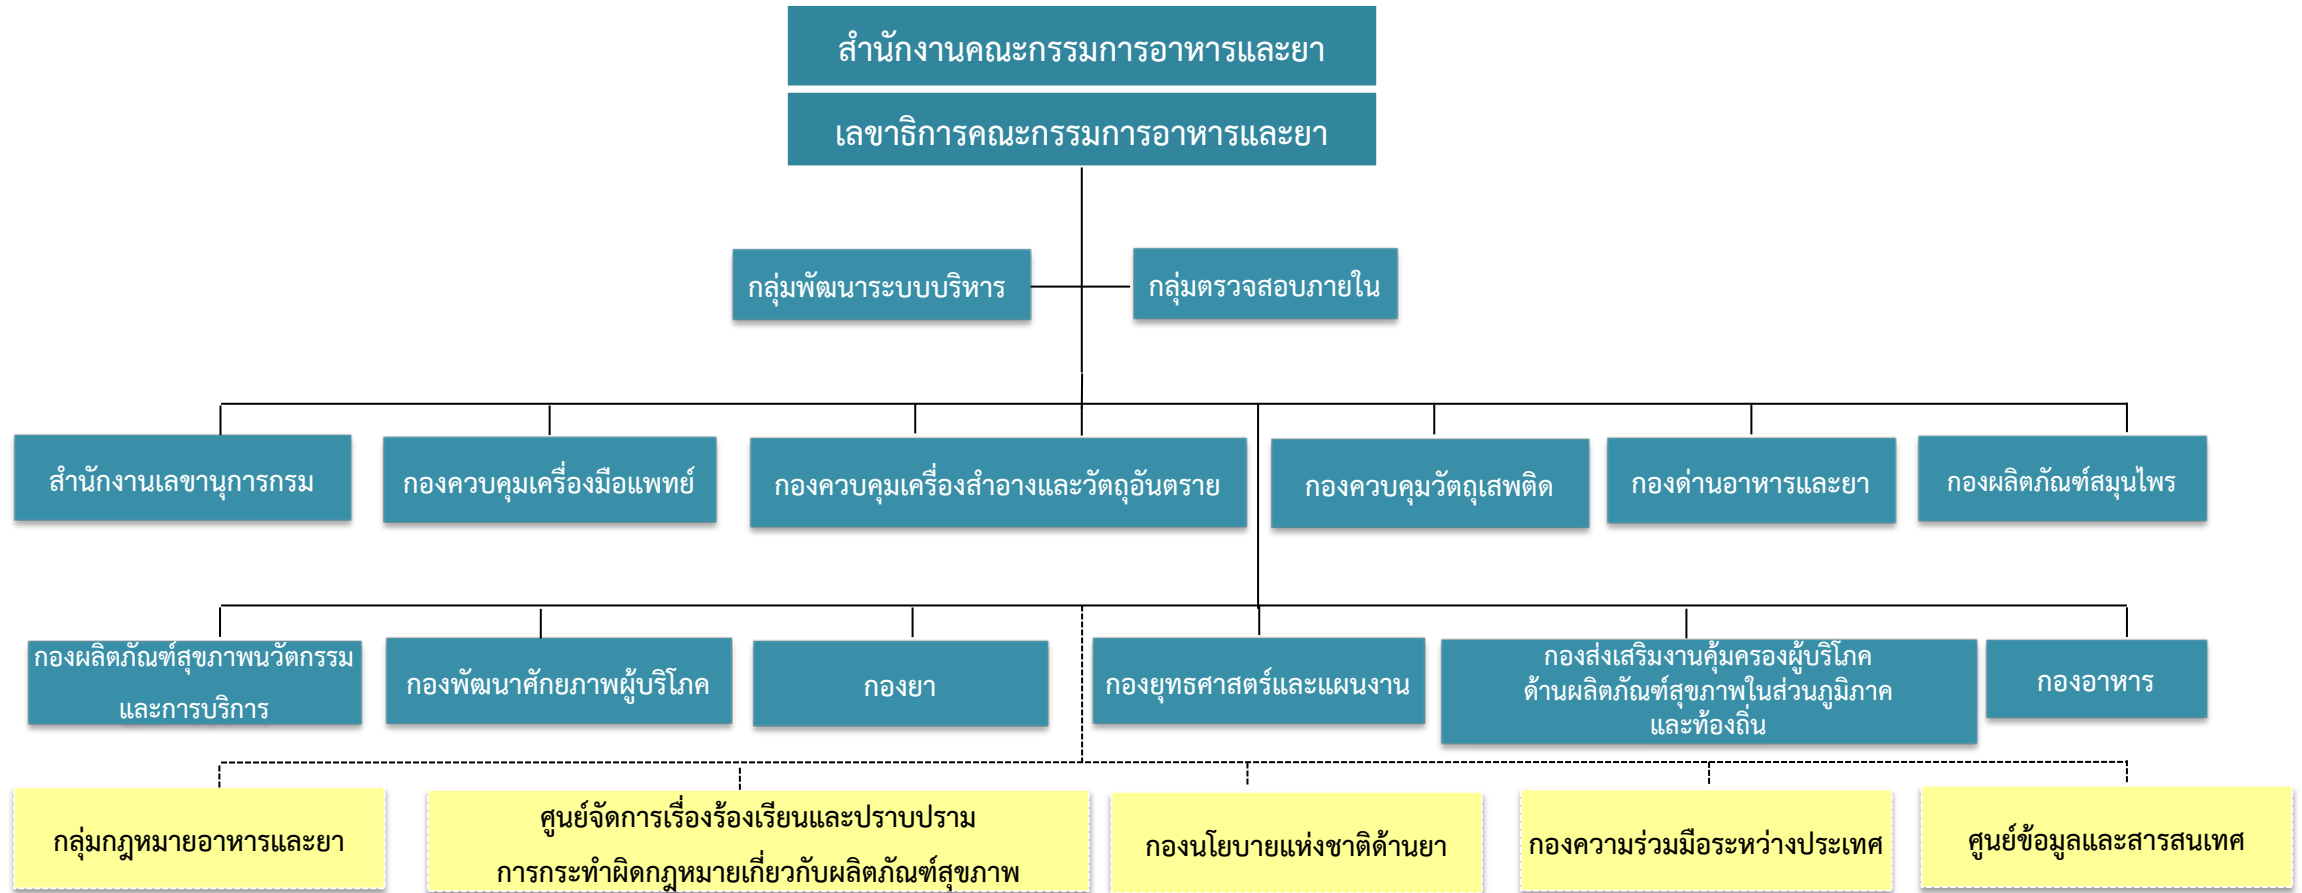 สำนักงานคณะกรรมการอาหารและยา
เลขาธิการคณะกรรมการอาหารและยา
กลุ่มพัฒนาระบบบริหาร
กลุ่มตรวจสอบภายใน
สำนักงานเลขานุการกรม
กองควบคุมเครื่องมือแพทย์
กองควบคุมเครื่องสำอางและวัตถุอันตราย
กองควบคุมวัตถุเสพติด
กองด่านอาหารและยา
กองผลิตภัณฑ์สมุนไพร
กองผลิตภัณฑ์สุขภาพนวัตกรรม
และการบริการ
กองพัฒนาศักยภาพผู้บริโภค
กองยา
กองยุทธศาสตร์และแผนงาน
กองส่งเสริมงานคุ้มครองผู้บริโภค
ด้านผลิตภัณฑ์สุขภาพในส่วนภูมิภาค
และท้องถิ่น
กองอาหาร
กลุ่มกฎหมายอาหารและยา
ศูนย์จัดการเรื่องร้องเรียนและปราบปราม
การกระทำผิดกฎหมายเกี่ยวกับผลิตภัณฑ์สุขภาพ
กองนโยบายแห่งชาติด้านยา
กองความร่วมมือระหว่างประเทศ
ศูนย์ข้อมูลและสารสนเทศ